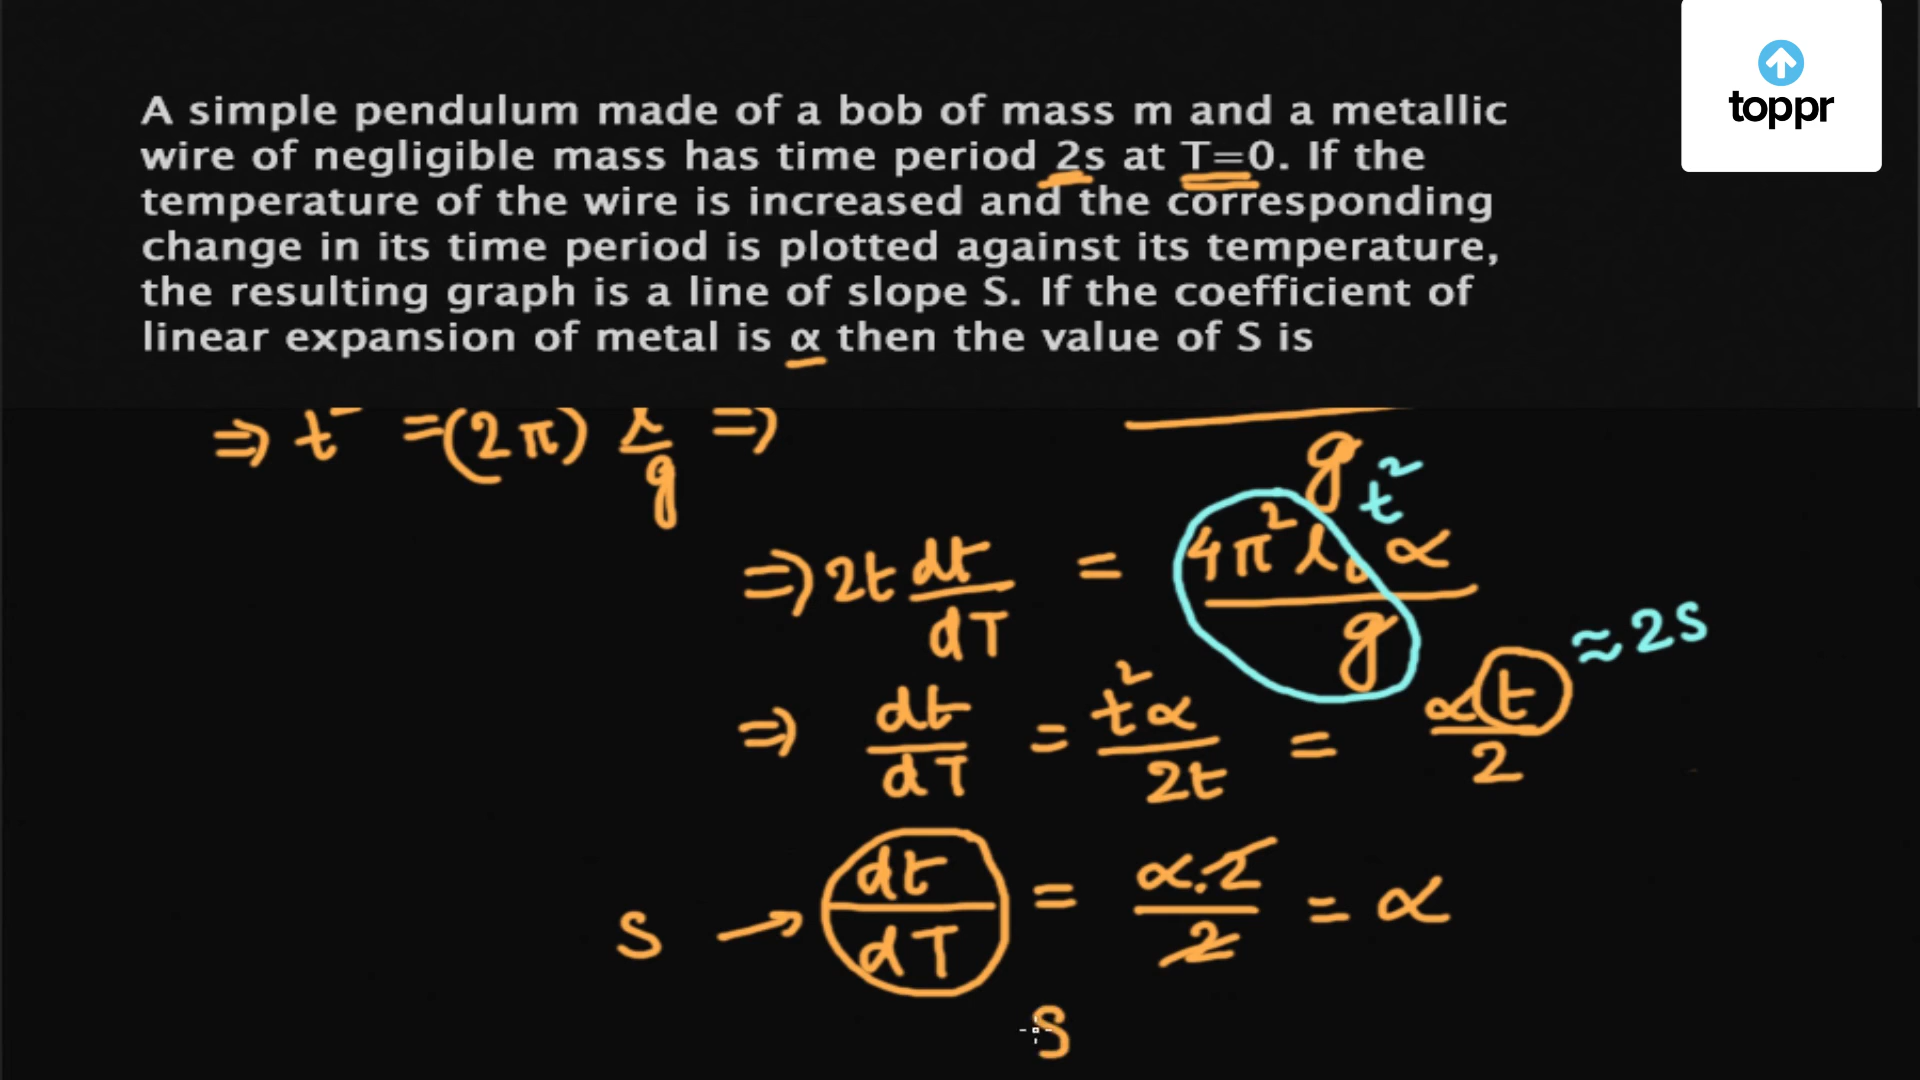 toppr
A simple pendulum made of a bob of mass m and a metallic
wire of negligible mass has time period 2s at T=0. If the
temperature of the wire is increased and the corresponding
change in its time period is plotted against its temperature,
the resulting graph is a line of slope S. If the coefficient of
linear expansion of metal is α then the value of S is
⇒ t² = (2π) l/g ⇒
g
⇒ 2t dt/dT = 4π² l₀ α / g t²
⇒ dt/dT = t² α / 2t = αt / 2 ≈ 2s
S → dt/dT = α.2 / 2 = α
S